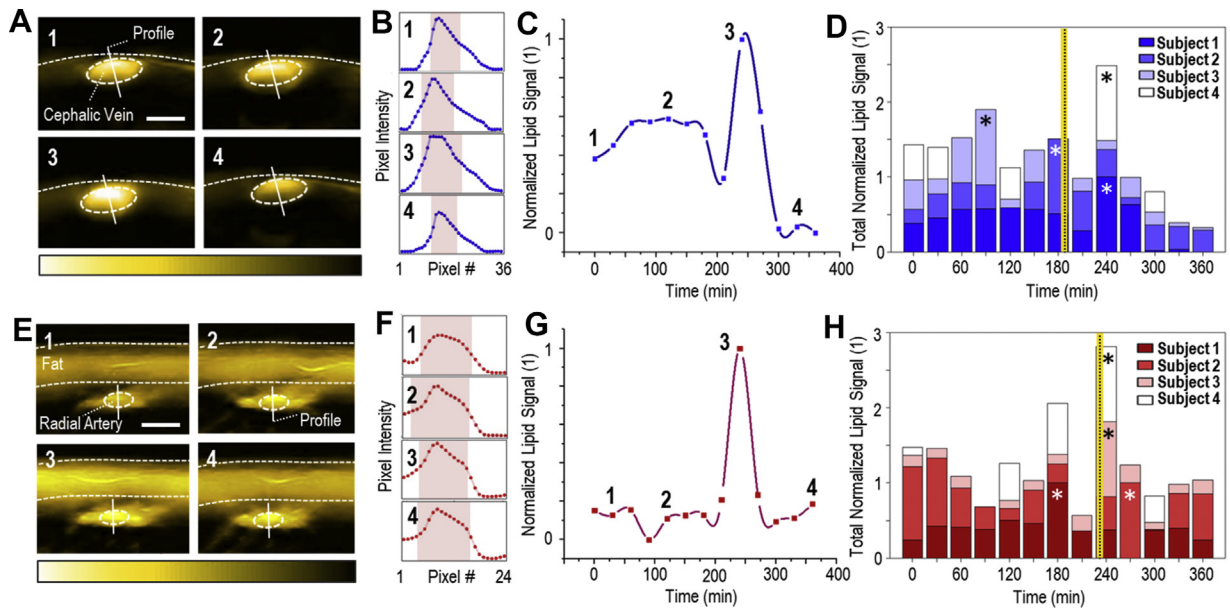 A
1
Profile
Cephalic Vein
2
3
4
B
1
2
3
4
Pixel Intensity
1 Pixel # 36
C
Normalized Lipid Signal (1)
1
0
1
2
3
4
0 100 200 300 400
Time (min)
D
Total Normalized Lipid Signal (1)
3
2
1
0
Subject 1
Subject 2
Subject 3
Subject 4
*
*
*
*
0 60 120 180 240 300 360
Time (min)
E
1
Fat
Radial Artery
2
Profile
3
4
F
1
2
3
4
Pixel Intensity
1 Pixel # 24
G
Normalized Lipid Signal (1)
1
0
1
2
3
4
0 100 200 300 400
Time (min)
H
Total Normalized Lipid Signal (1)
3
2
1
0
Subject 1
Subject 2
Subject 3
Subject 4
*
*
*
*
0 60 120 180 240 300 360
Time (min)